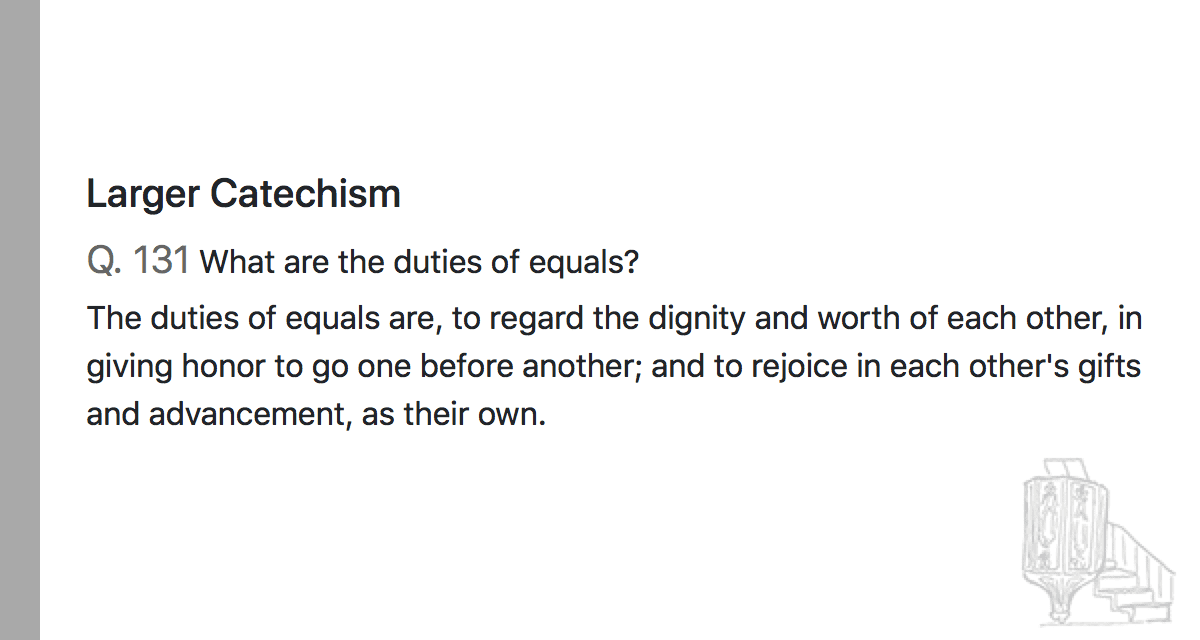 Larger Catechism
Q. 131 What are the duties of equals?
The duties of equals are, to regard the dignity and worth of each other, in
giving honor to go one before another; and to rejoice in each other's gifts
and advancement, as their own.